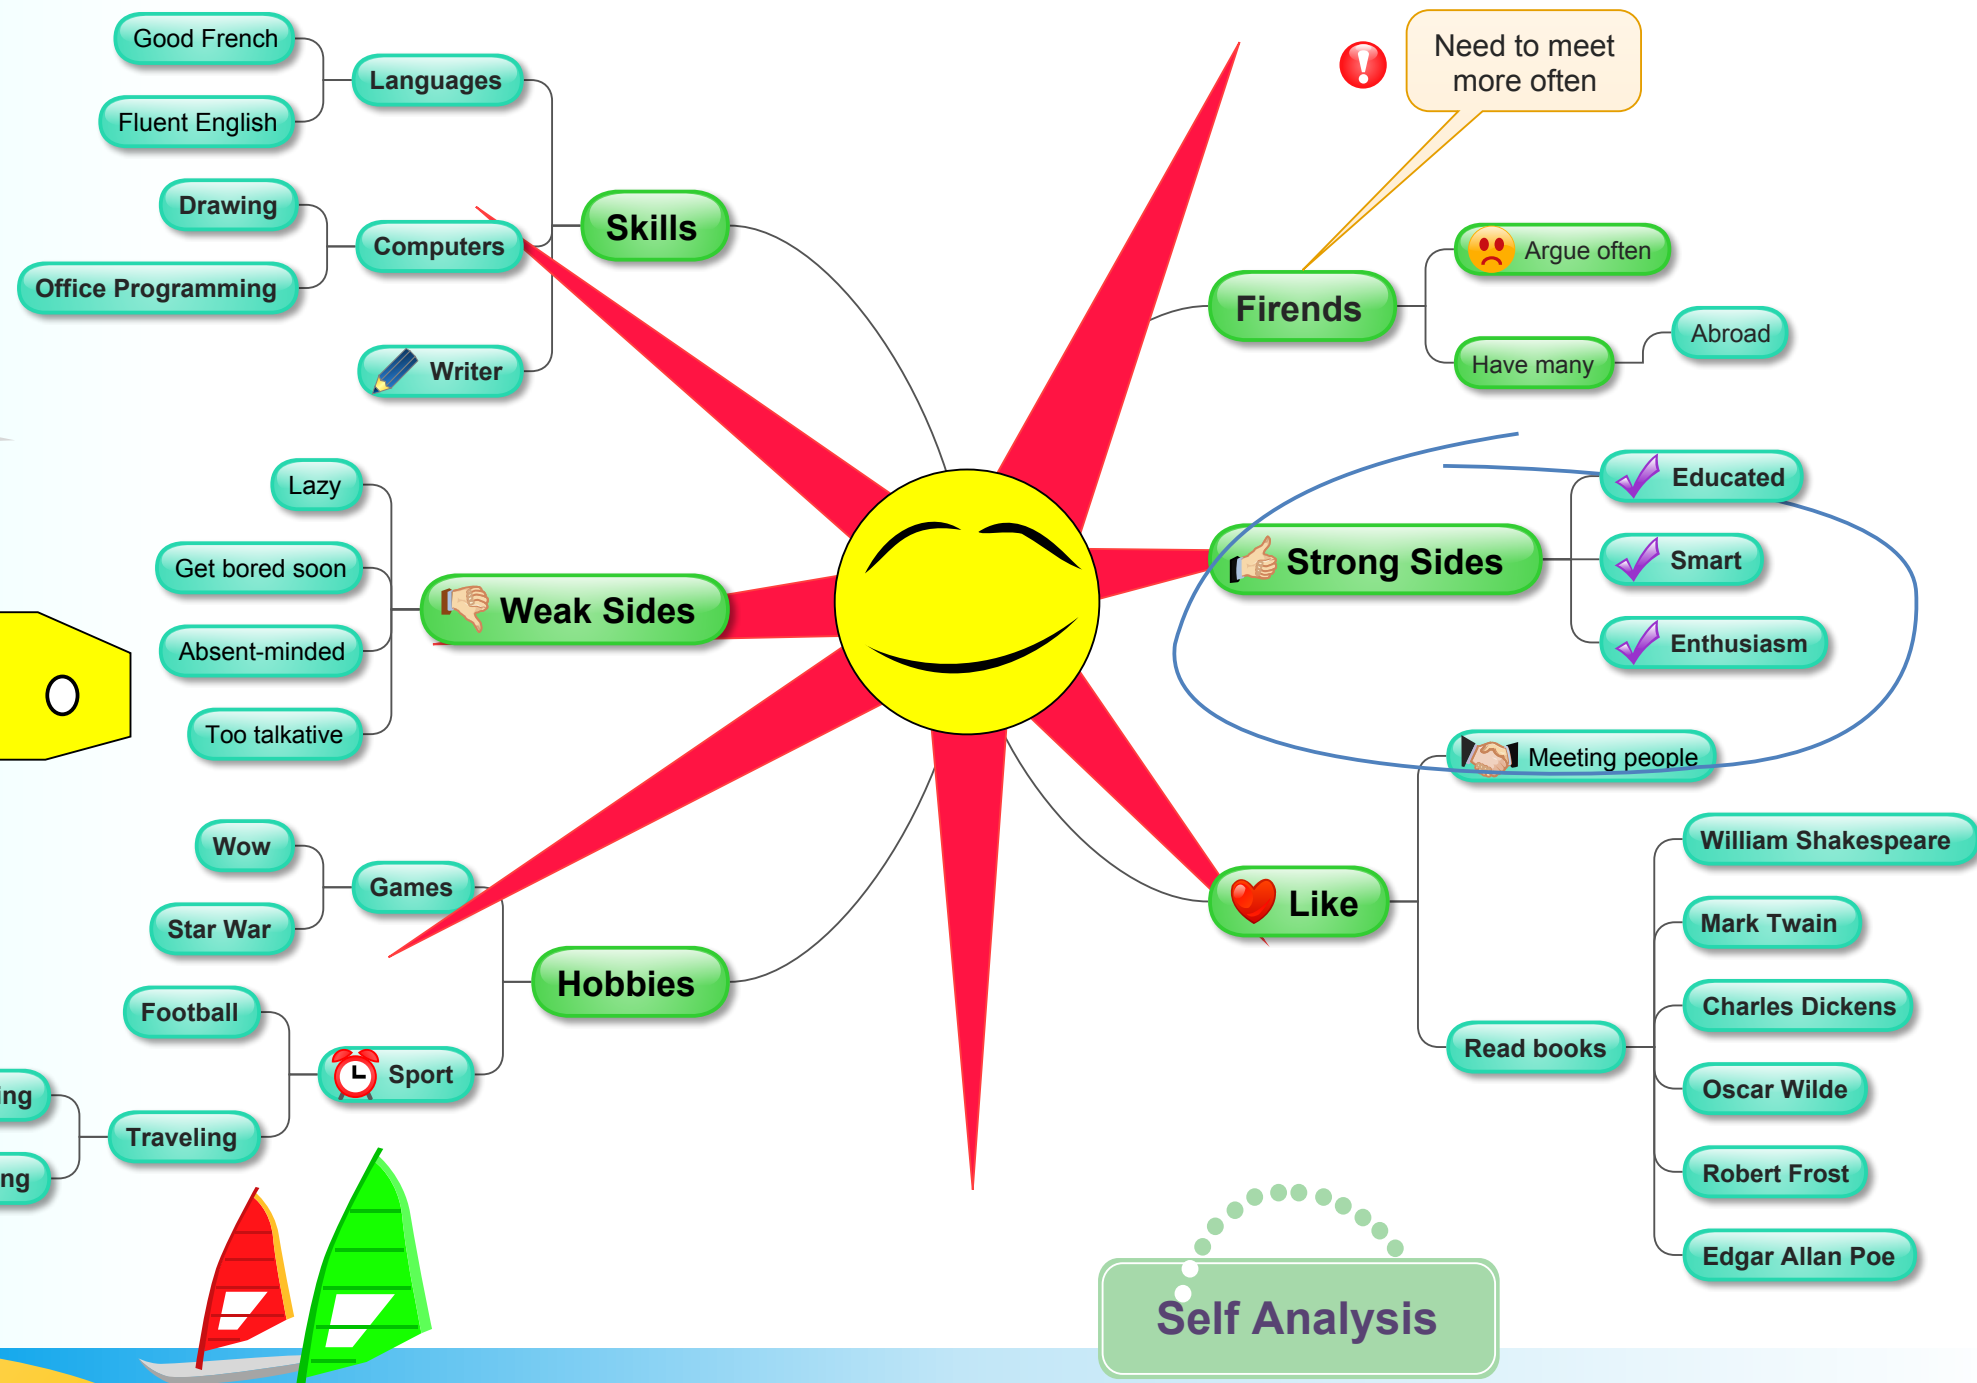 Good French
Languages
Fluent English
Drawing
Computers
Office Programming
Writer
Skills
Need to meet
more often
Firends
Argue often
Have many
Abroad
Lazy
Get bored soon
Absent-minded
Too talkative
Weak Sides
Strong Sides
Educated
Smart
Enthusiasm
Wow
Star War
Games
Football
Sport
Traveling
ing
ng
Hobbies
Like
Meeting people
Read books
William Shakespeare
Mark Twain
Charles Dickens
Oscar Wilde
Robert Frost
Edgar Allan Poe
Self Analysis